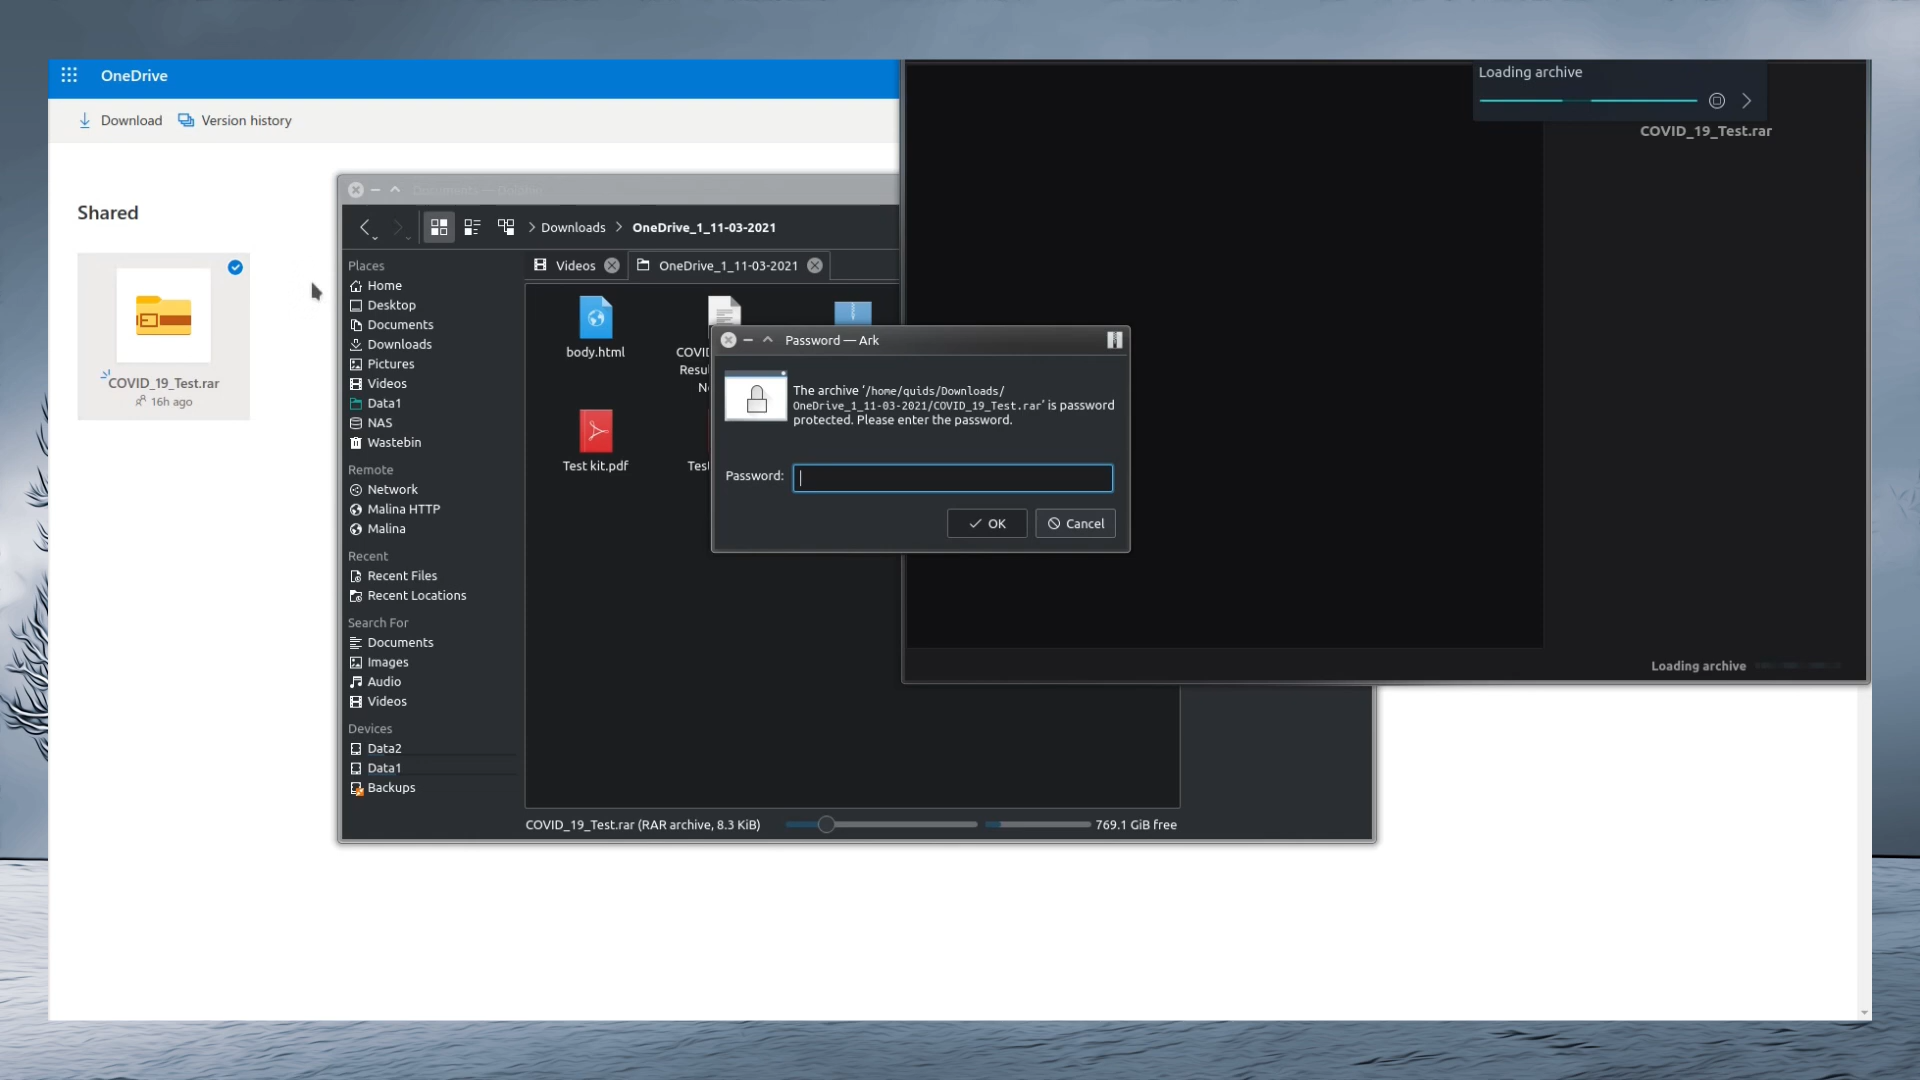 OneDrive
Download
Version history
Shared
COVID_19_Test.rar
16h ago
Downloads
OneDrive_1_11-03-2021
Places
Home
Desktop
Documents
Downloads
Pictures
Videos
Data1
NAS
Wastebin
Remote
Network
Malina HTTP
Malina
Recent
Recent Files
Recent Locations
Search For
Documents
Images
Audio
Videos
Devices
Data2
Data1
Backups
Videos
OneDrive_1_11-03-2021
body.html
COVI
Resu
N
Test kit.pdf
Tes
COVID_19_Test.rar (RAR archive, 8.3 KiB)
769.1 GiB free
Password — Ark
The archive '/home/quids/Downloads/
OneDrive_1_11-03-2021/COVID_19_Test.rar' is password
protected. Please enter the password.
Password:
OK
Cancel
Loading archive
COVID_19_Test.rar
Loading archive